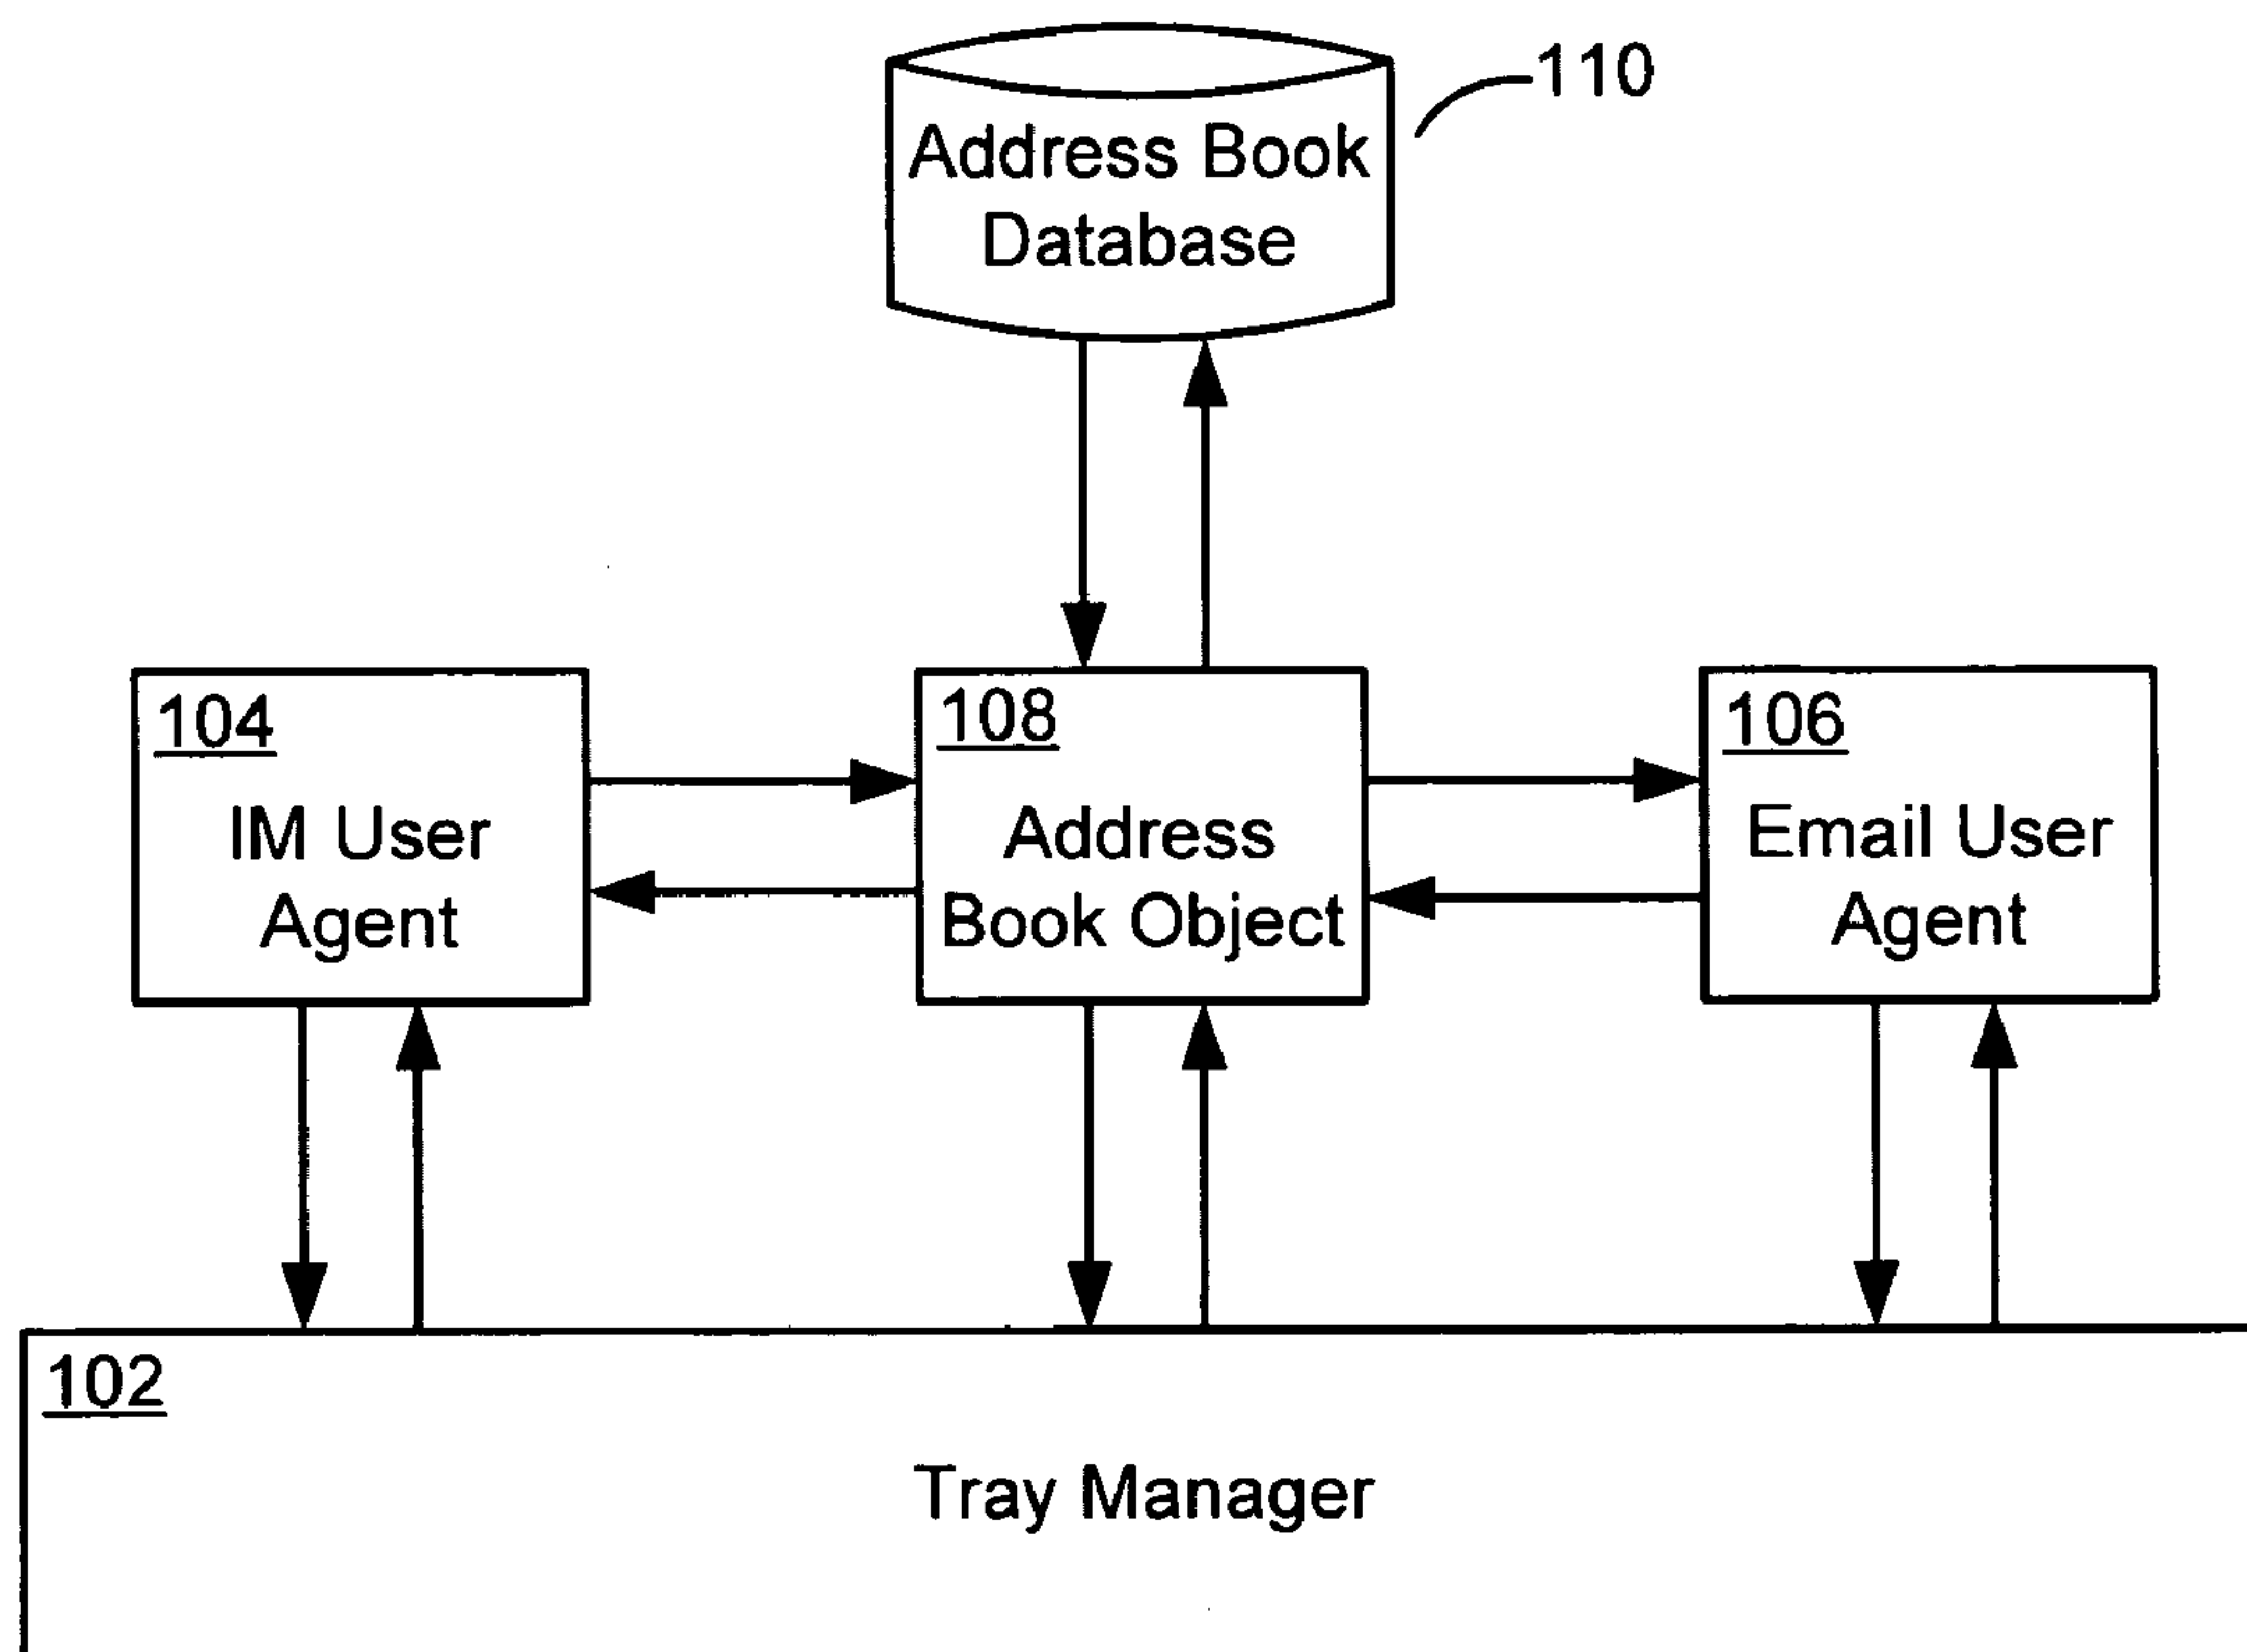 110
Address Book
Database
104
IM User
Agent
108
Address
Book Object
106
Email User
Agent
102
Tray Manager